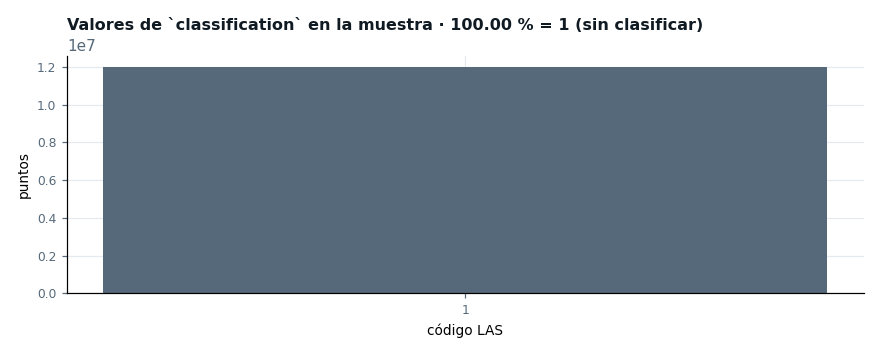 Valores de `classification` en la muestra · 100.00 % = 1 (sin clasificar)
1e7
1.2
1.0
0.8
0.6
0.4
0.2
0.0
puntos
1
código LAS